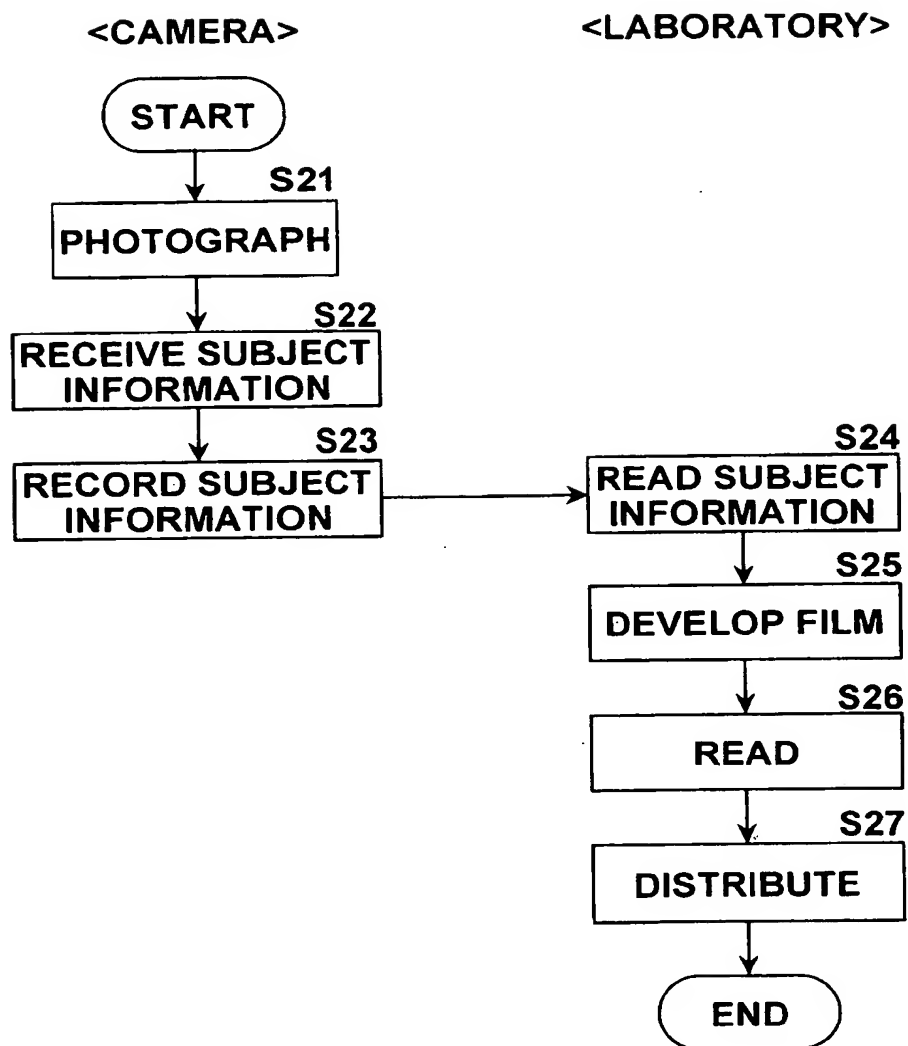 <CAMERA>
START
S21
PHOTOGRAPH
S22
RECEIVE SUBJECT
INFORMATION
S23
RECORD SUBJECT
INFORMATION
<LABORATORY>
S24
READ SUBJECT
INFORMATION
S25
DEVELOP FILM
S26
READ
S27
DISTRIBUTE
END